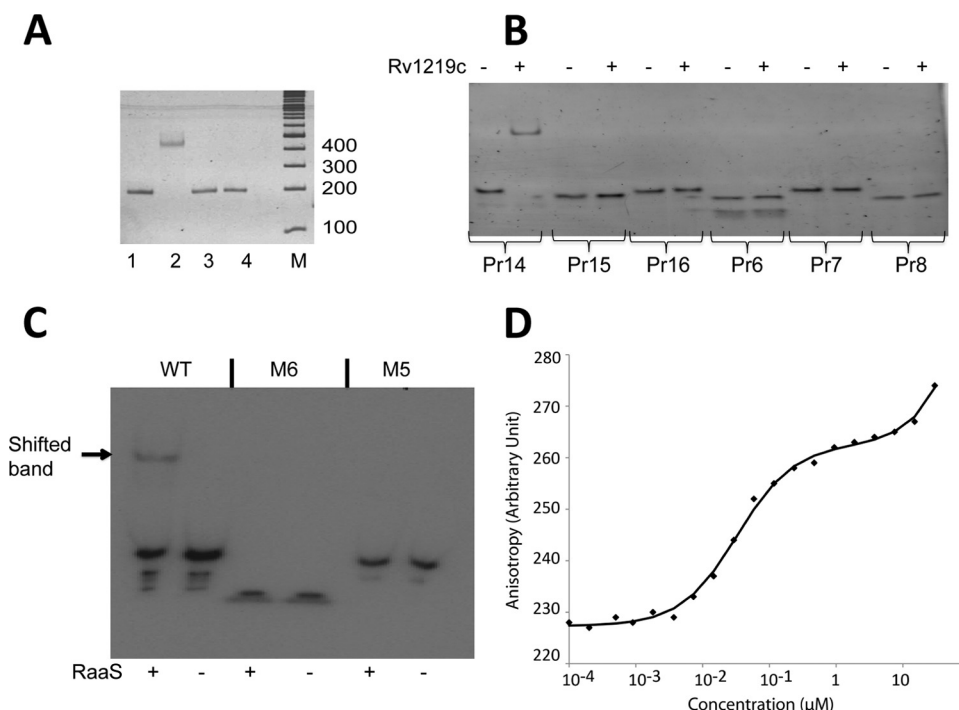 A
400
300
200
100
1 2 3 4 M
B
Rv1219c - + - + - + - + - + - +
Pr14 Pr15 Pr16 Pr6 Pr7 Pr8
C
WT M6 M5
Shifted
band
RaaS + - + - + -
D
Anisotropy (Arbitrary Unit)
280
270
260
250
240
230
220
10-4 10-3 10-2 10-1 1 10
Concentration (µM)